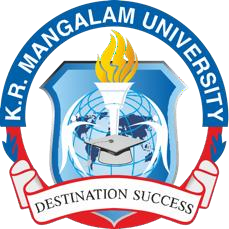 K.R. MANGALAM UNIVERSITY
DESTINATION SUCCESS